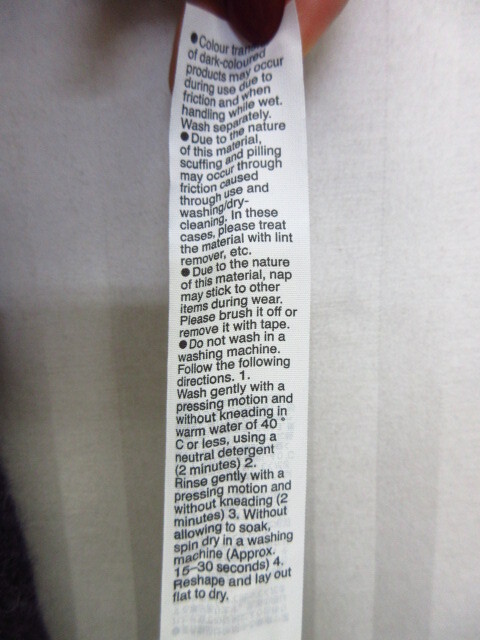 ●Colour transfer
of dark-coloured
products may occur
during use due to
friction and when
handling while wet.
Wash separately.
●Due to the nature
of this material,
scuffing and pilling
may occur through
friction caused
through use and
washing/dry-
cleaning. In these
cases, please treat
the material with lint
remover, etc.
●Due to the nature
of this material, nap
may stick to other
items during wear.
Please brush it off or
remove it with tape.
●Do not wash in a
washing machine.
Follow the following
directions. 1.
Wash gently with a
pressing motion and
without kneading in
warm water of 40 °
C or less, using a
neutral detergent
(2 minutes) 2.
Rinse gently with a
pressing motion and
without kneading (2
minutes) 3. Without
allowing to soak,
spin dry in a washing
machine (Approx.
15-30 seconds) 4.
Reshape and lay out
flat to dry.